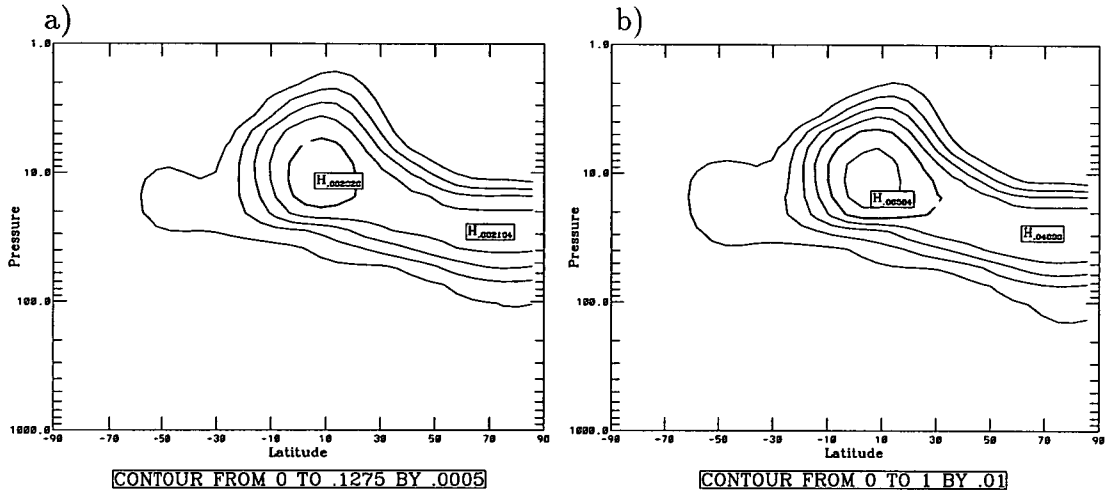 a)
1.0
10.0
100.0
1000.0
Pressure
-90 -70 -50 -30 -10 10 30 50 70 90
Latitude
H
H.002104
CONTOUR FROM 0 TO .1275 BY .0005
b)
1.0
10.0
100.0
1000.0
Pressure
-90 -70 -50 -30 -10 10 30 50 70 90
Latitude
H
H
CONTOUR FROM 0 TO 1 BY .01